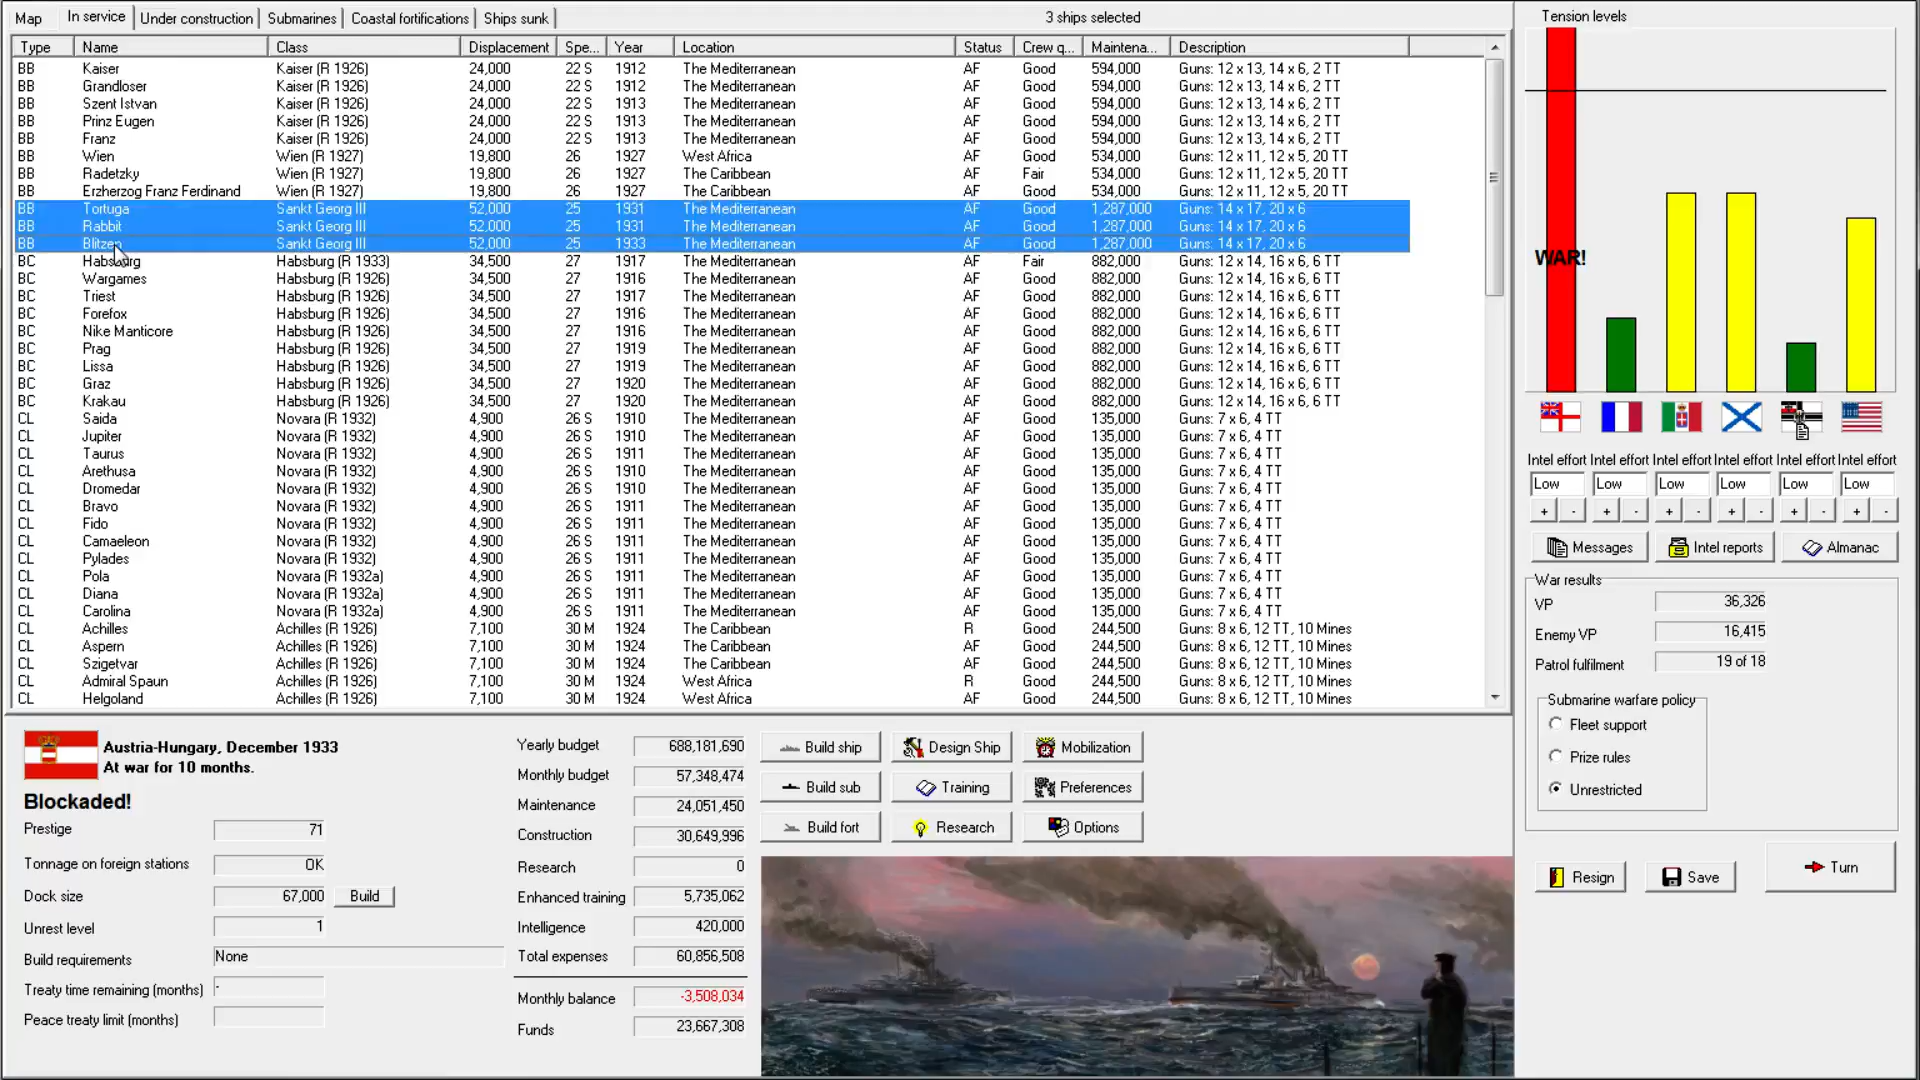 Map In service Under construction Submarines Coastal fortifications Ships sunk 3 ships selected
Type Name Class Displacement Spe... Year Location Status Crew q... Maintena... Description
BB Kaiser Kaiser (R 1926) 24,000 22 S 1912 The Mediterranean AF Good 594,000 Guns: 12 x 13, 14 x 6, 2 TT
BB Grandloser Kaiser (R 1926) 24,000 22 S 1912 The Mediterranean AF Good 594,000 Guns: 12 x 13, 14 x 6, 2 TT
BB Szent Istvan Kaiser (R 1926) 24,000 22 S 1913 The Mediterranean AF Good 594,000 Guns: 12 x 13, 14 x 6, 2 TT
BB Prinz Eugen Kaiser (R 1926) 24,000 22 S 1913 The Mediterranean AF Good 594,000 Guns: 12 x 13, 14 x 6, 2 TT
BB Franz Kaiser (R 1926) 24,000 22 S 1913 The Mediterranean AF Good 594,000 Guns: 12 x 13, 14 x 6, 2 TT
BB Wien Wien (R 1927) 19,800 26 1927 West Africa AF Good 534,000 Guns: 12 x 11, 12 x 5, 20 TT
BB Radetzky Wien (R 1927) 19,800 26 1927 The Caribbean AF Fair 534,000 Guns: 12 x 11, 12 x 5, 20 TT
BB Erzherzog Franz Ferdinand Wien (R 1927) 19,800 26 1927 The Caribbean AF Good 534,000 Guns: 12 x 11, 12 x 5, 20 TT
BB Tortuga Sankt Georg III 52,000 25 1931 The Mediterranean AF Good 1,287,000 Guns: 14 x 17, 20 x 6
BB Rabbit Sankt Georg III 52,000 25 1931 The Mediterranean AF Good 1,287,000 Guns: 14 x 17, 20 x 6
BB Blitzen Sankt Georg III 52,000 25 1933 The Mediterranean AF Good 1,287,000 Guns: 14 x 17, 20 x 6
BC Habsburg Habsburg (R 1933) 34,500 27 1917 The Mediterranean AF Fair 882,000 Guns: 12 x 14, 16 x 6, 6 TT
BC Wargames Habsburg (R 1926) 34,500 27 1916 The Mediterranean AF Good 882,000 Guns: 12 x 14, 16 x 6, 6 TT
BC Triest Habsburg (R 1926) 34,500 27 1917 The Mediterranean AF Good 882,000 Guns: 12 x 14, 16 x 6, 6 TT
BC Forefox Habsburg (R 1926) 34,500 27 1916 The Mediterranean AF Good 882,000 Guns: 12 x 14, 16 x 6, 6 TT
BC Nike Manticore Habsburg (R 1926) 34,500 27 1916 The Mediterranean AF Good 882,000 Guns: 12 x 14, 16 x 6, 6 TT
BC Prag Habsburg (R 1926) 34,500 27 1919 The Mediterranean AF Good 882,000 Guns: 12 x 14, 16 x 6, 6 TT
BC Lissa Habsburg (R 1926) 34,500 27 1919 The Mediterranean AF Good 882,000 Guns: 12 x 14, 16 x 6, 6 TT
BC Graz Habsburg (R 1926) 34,500 27 1920 The Mediterranean AF Good 882,000 Guns: 12 x 14, 16 x 6, 6 TT
BC Krakau Habsburg (R 1926) 34,500 27 1920 The Mediterranean AF Good 882,000 Guns: 12 x 14, 16 x 6, 6 TT
CL Saida Novara (R 1932) 4,900 26 S 1910 The Mediterranean AF Good 135,000 Guns: 7 x 6, 4 TT
CL Jupiter Novara (R 1932) 4,900 26 S 1910 The Mediterranean AF Good 135,000 Guns: 7 x 6, 4 TT
CL Taurus Novara (R 1932) 4,900 26 S 1911 The Mediterranean AF Good 135,000 Guns: 7 x 6, 4 TT
CL Arethusa Novara (R 1932) 4,900 26 S 1910 The Mediterranean AF Good 135,000 Guns: 7 x 6, 4 TT
CL Dromedar Novara (R 1932) 4,900 26 S 1910 The Mediterranean AF Good 135,000 Guns: 7 x 6, 4 TT
CL Bravo Novara (R 1932) 4,900 26 S 1911 The Mediterranean AF Good 135,000 Guns: 7 x 6, 4 TT
CL Fido Novara (R 1932) 4,900 26 S 1911 The Mediterranean AF Good 135,000 Guns: 7 x 6, 4 TT
CL Camaeleon Novara (R 1932) 4,900 26 S 1911 The Mediterranean AF Good 135,000 Guns: 7 x 6, 4 TT
CL Pylades Novara (R 1932) 4,900 26 S 1911 The Mediterranean AF Good 135,000 Guns: 7 x 6, 4 TT
CL Pola Novara (R 1932a) 4,900 26 S 1911 The Mediterranean AF Good 135,000 Guns: 7 x 6, 4 TT
CL Diana Novara (R 1932a) 4,900 26 S 1911 The Mediterranean AF Good 135,000 Guns: 7 x 6, 4 TT
CL Carolina Novara (R 1932a) 4,900 26 S 1911 The Mediterranean AF Good 135,000 Guns: 7 x 6, 4 TT
CL Achilles Achilles (R 1926) 7,100 30 M 1924 The Caribbean R Good 244,500 Guns: 8 x 6, 12 TT, 10 Mines
CL Aspern Achilles (R 1926) 7,100 30 M 1924 The Caribbean AF Good 244,500 Guns: 8 x 6, 12 TT, 10 Mines
CL Szigetvar Achilles (R 1926) 7,100 30 M 1924 The Caribbean AF Good 244,500 Guns: 8 x 6, 12 TT, 10 Mines
CL Admiral Spaun Achilles (R 1926) 7,100 30 M 1924 West Africa R Good 244,500 Guns: 8 x 6, 12 TT, 10 Mines
CL Helgoland Achilles (R 1926) 7,100 30 M 1924 West Africa AF Good 244,500 Guns: 8 x 6, 12 TT, 10 Mines
Austria-Hungary, December 1933
At war for 10 months.
Blockaded!
Prestige 71
Tonnage on foreign stations OK
Dock size 67,000 Build
Unrest level 1
Build requirements None
Treaty time remaining (months) -
Peace treaty limit (months)
Yearly budget 688,181,690
Monthly budget 57,348,474
Maintenance 24,051,450
Construction 30,649,996
Research 0
Enhanced training 5,735,062
Intelligence 420,000
Total expenses 60,856,508
Monthly balance -3,508,034
Funds 23,667,308
Build ship Design Ship Mobilization
Build sub Training Preferences
Build fort Research Options
Tension levels
WAR!
Intel effort Intel effort Intel effort Intel effort Intel effort Intel effort
Low Low Low Low Low Low
+ - + - + - + - + - + -
Messages Intel reports Almanac
War results
VP 36,326
Enemy VP 16,415
Patrol fulfilment 19 of 18
Submarine warfare policy
Fleet support
Prize rules
Unrestricted
Resign Save Turn